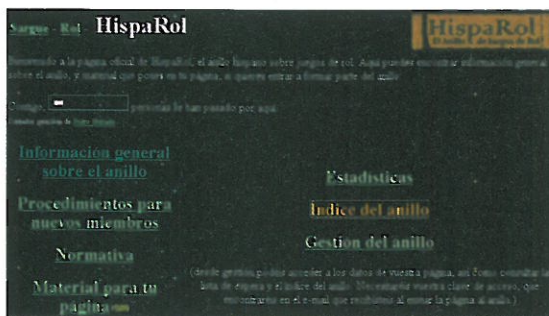 Sargue - Rol - HispaRol
HispaRol
El Anillo de Juegos de Rol
Bienvenido a la página oficial de HispaRol, el anillo hispano sobre juegos de rol. Aquí puedes encontrar información general
sobre el anillo, y material que poner en tu página, si quieres entrar a formar parte del anillo.
Contigo, personas han pasado por aquí.
Información general
sobre el anillo
Procedimientos para
nuevos miembros
Normativa
Material para tu
página
Estadísticas
Índice del anillo
Gestión del anillo
(desde gestión podéis acceder a los datos de vuestra página, así como consultar la
lista de espera y el índice del anillo. Necesitaréis vuestra clave de acceso, que
encontraréis en el e-mail que recibisteis al entrar la página al anillo.)